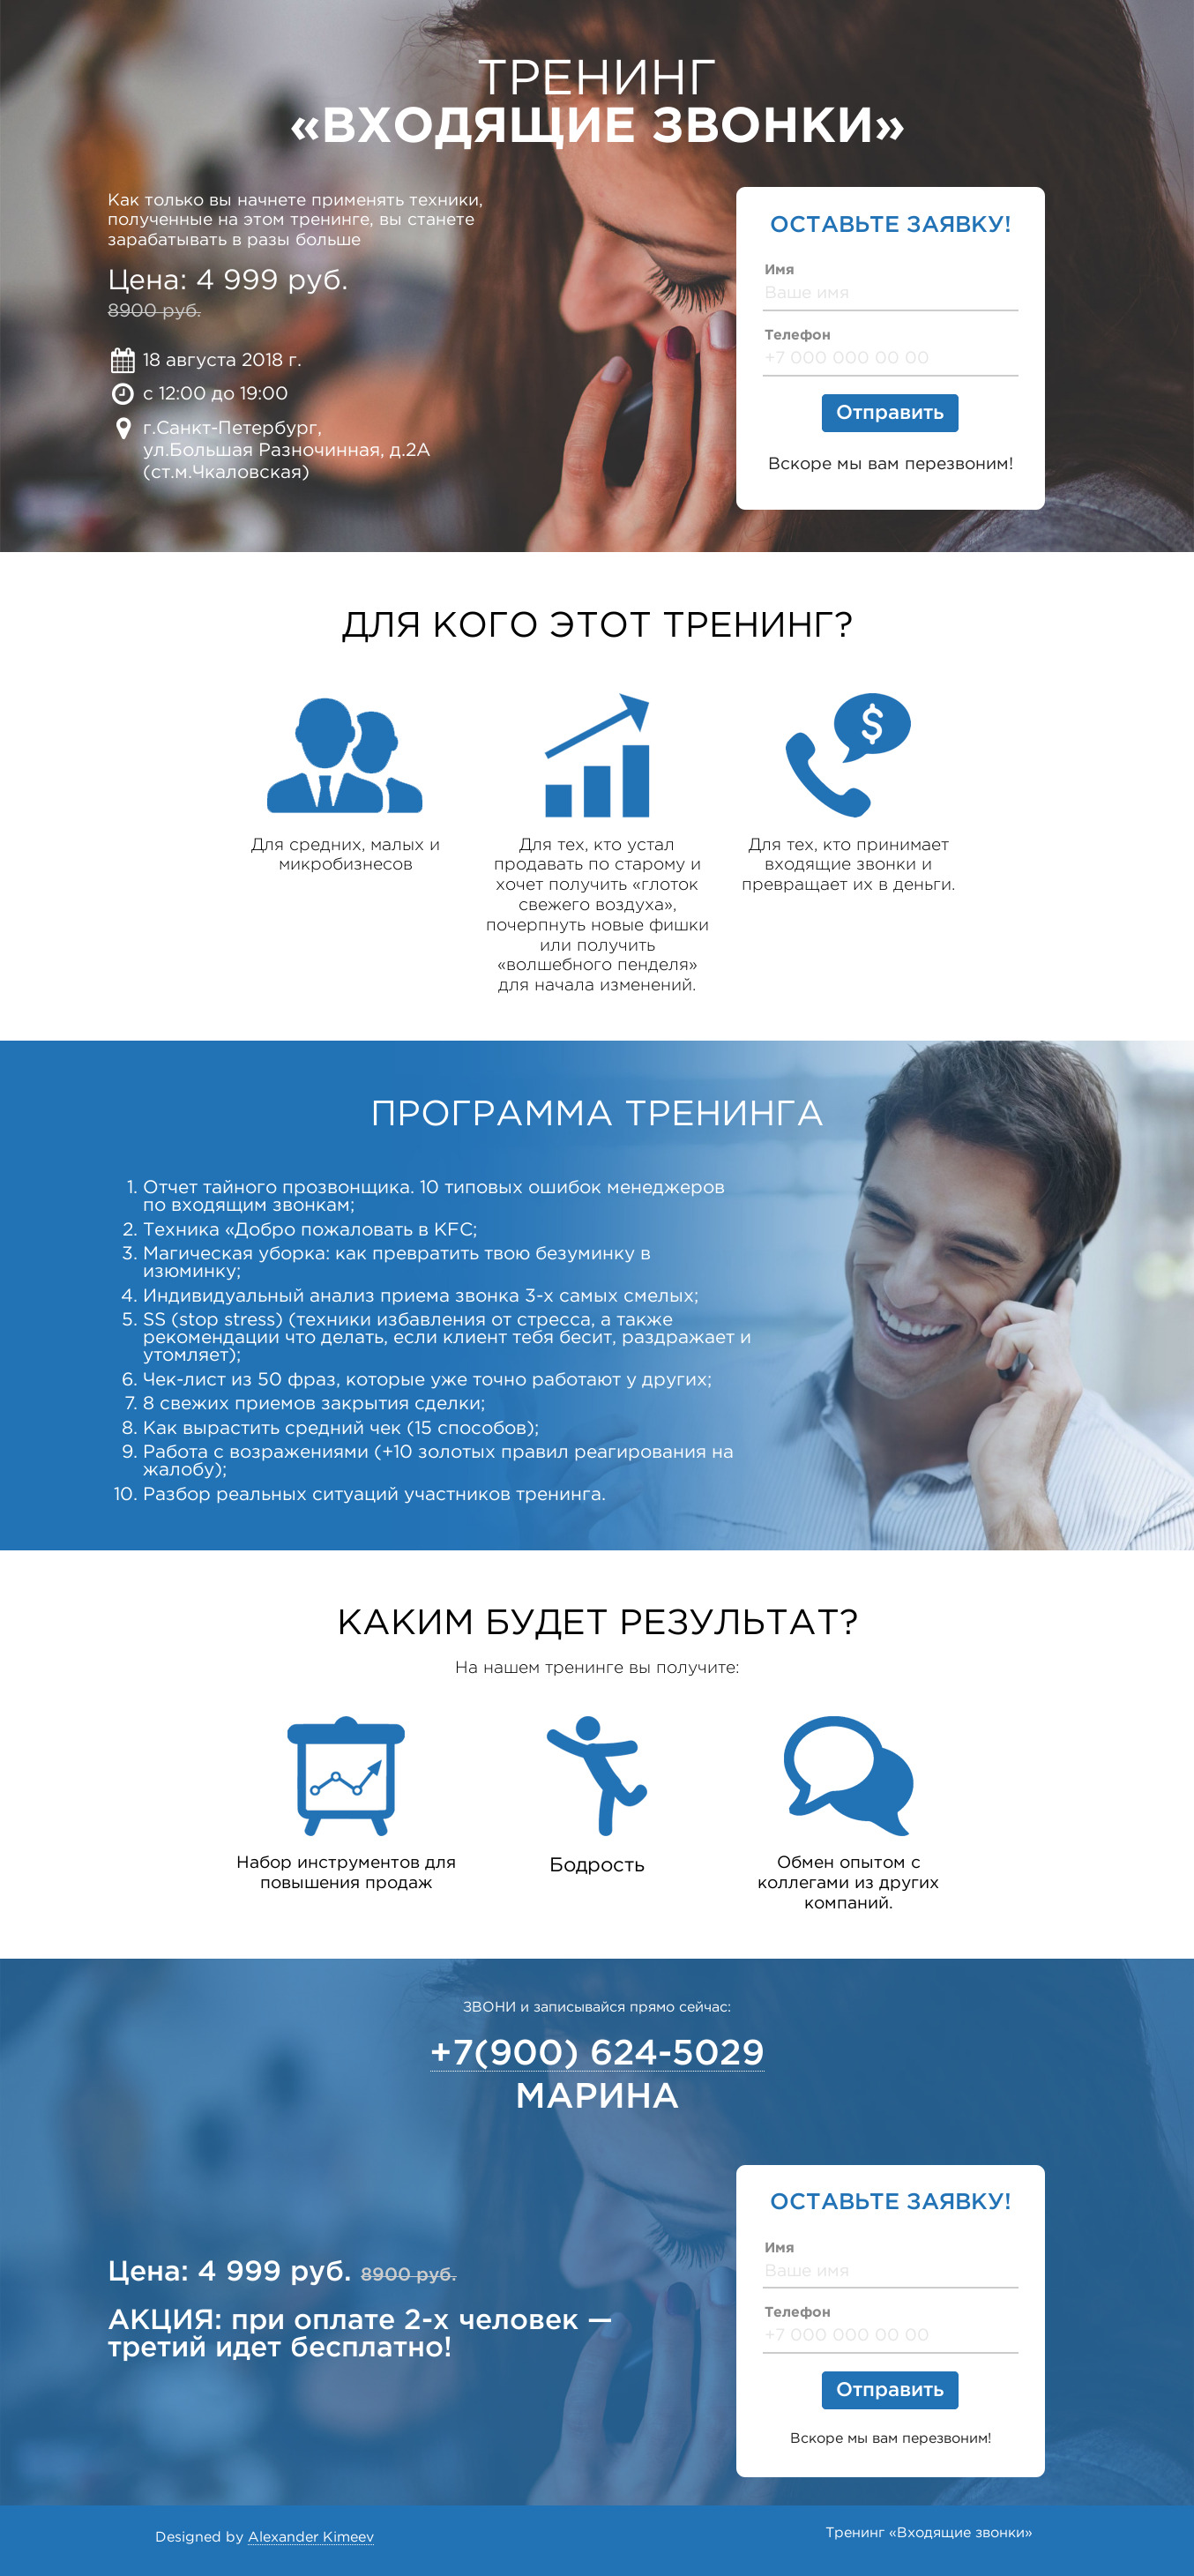 ТРЕНИНГ
«ВХОДЯЩИЕ ЗВОНКИ»
Как только вы начнете применять техники,
полученные на этом тренинге, вы станете
зарабатывать в разы больше
Цена: 4 999 руб.
8900 руб.
18 августа 2018 г.
с 12:00 до 19:00
г.Санкт-Петербург,
ул.Большая Разночинная, д.2А
(ст.м.Чкаловская)
ОСТАВЬТЕ ЗАЯВКУ!
Имя
Ваше имя
Телефон
+7 000 000 00 00
Отправить
Вскоре мы вам перезвоним!
ДЛЯ КОГО ЭТОТ ТРЕНИНГ?
$
Для средних, малых и
микробизнесов
Для тех, кто устал
продавать по старому и
хочет получить «глоток
свежего воздуха»,
почерпнуть новые фишки
или получить
«волшебного пенделя»
для начала изменений.
Для тех, кто принимает
входящие звонки и
превращает их в деньги.
ПРОГРАММА ТРЕНИНГА
1. Отчет тайного прозвонщика. 10 типовых ошибок менеджеров
по входящим звонкам;
2. Техника «Добро пожаловать в KFC;
3. Магическая уборка: как превратить твою безуминку в
изюминку;
4. Индивидуальный анализ приема звонка 3-х самых смелых;
5. SS (stop stress) (техники избавления от стресса, а также
рекомендации что делать, если клиент тебя бесит, раздражает и
утомляет);
6. Чек-лист из 50 фраз, которые уже точно работают у других;
7. 8 свежих приемов закрытия сделки;
8. Как вырастить средний чек (15 способов);
9. Работа с возражениями (+10 золотых правил реагирования на
жалобу);
10. Разбор реальных ситуаций участников тренинга.
КАКИМ БУДЕТ РЕЗУЛЬТАТ?
На нашем тренинге вы получите:
Набор инструментов для
повышения продаж
Бодрость
Обмен опытом с
коллегами из других
компаний.
ЗВОНИ и записывайся прямо сейчас:
+7(900) 624-5029
МАРИНА
Цена: 4 999 руб. 8900 руб.
АКЦИЯ: при оплате 2-х человек —
третий идет бесплатно!
ОСТАВЬТЕ ЗАЯВКУ!
Имя
Ваше имя
Телефон
+7 000 000 00 00
Отправить
Вскоре мы вам перезвоним!
Designed by Alexander Kimeev
Тренинг «Входящие звонки»